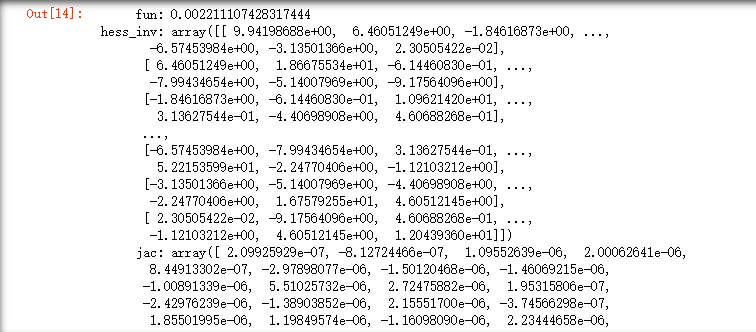 Out[14]: fun: 0.002211107428317444
hess_inv: array([[ 9.94198688e+00, 6.46051249e+00, -1.84616873e+00, ...,
-6.57453984e+00, -3.13501366e+00, 2.30505422e-02],
[ 6.46051249e+00, 1.86675534e+01, -6.14460830e-01, ...,
-7.99434654e+00, -5.14007969e+00, -9.17564096e+00],
[-1.84616873e+00, -6.14460830e-01, 1.09621420e+01, ...,
3.13627544e-01, -4.40698908e+00, 4.60688268e-01],
...,
[-6.57453984e+00, -7.99434654e+00, 3.13627544e-01, ...,
5.22153599e+01, -2.24770406e+00, -1.12103212e+00],
[-3.13501366e+00, -5.14007969e+00, -4.40698908e+00, ...,
-2.24770406e+00, 1.67579255e+01, 4.60512145e+00],
[ 2.30505422e-02, -9.17564096e+00, 4.60688268e-01, ...,
-1.12103212e+00, 4.60512145e+00, 1.20439360e+01]])
jac: array([ 2.09925929e-07, -8.12724466e-07, 1.09552639e-06, 2.00062641e-06,
8.44913302e-07, -2.97898077e-06, -1.50120468e-06, -1.46069215e-06,
-1.00891339e-06, 5.51025732e-06, 2.72475882e-06, 1.95315806e-07,
-2.42976239e-06, -1.38903852e-06, 2.15551700e-06, -3.74566298e-07,
1.85501995e-06, 1.19849574e-06, -1.16098090e-06, 2.23444658e-06,